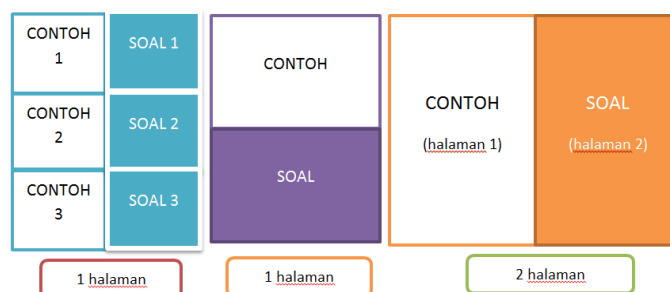 CONTOH
1
SOAL 1
CONTOH
2
SOAL 2
CONTOH
3
SOAL 3
1 halaman
CONTOH
SOAL
1 halaman
CONTOH
(halaman 1)
SOAL
(halaman 2)
2 halaman